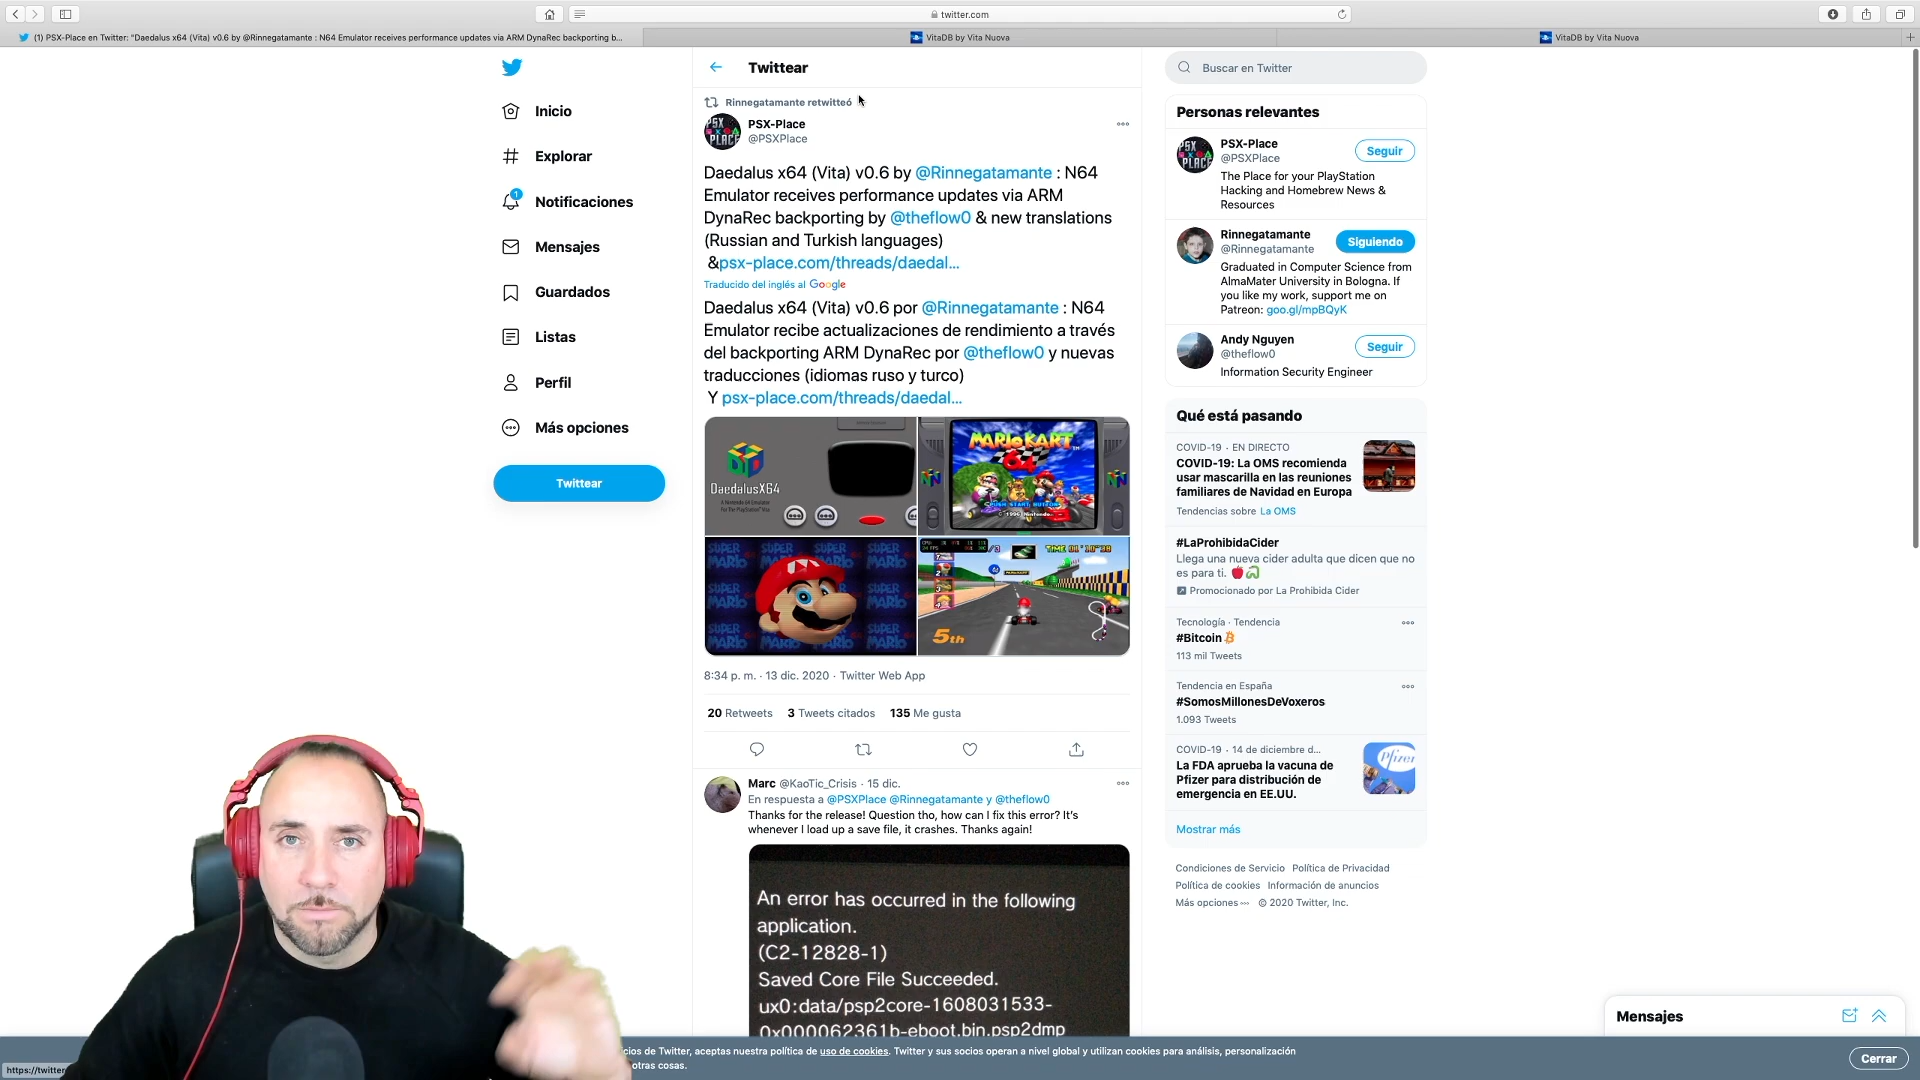 twitter.com
(1) PSX-Place en Twitter: "Daedalus x64 (Vita) v0.6 by @Rinnegatamante : N64 Emulator receives performance updates via ARM DynaRec backporting b...
VitaDB by Vita Nuova
VitaDB by Vita Nuova
Inicio
Explorar
1
Notificaciones
Mensajes
Guardados
Listas
Perfil
Más opciones
Twittear
Twittear
Rinnegatamante retwitteó
PSX-Place
@PSXPlace
Daedalus x64 (Vita) v0.6 by @Rinnegatamante : N64
Emulator receives performance updates via ARM
DynaRec backporting by @theflow0 & new translations
(Russian and Turkish languages)
&psx-place.com/threads/daedal...
Traducido del inglés al Google
Daedalus x64 (Vita) v0.6 por @Rinnegatamante : N64
Emulator recibe actualizaciones de rendimiento a través
del backporting ARM DynaRec por @theflow0 y nuevas
traducciones (idiomas ruso y turco)
Y psx-place.com/threads/daedal...
DaedalusX64
MARIO KART
64
PUSH START BUTTON
© 1996 Nintendo
SUPER MARIO
TIME 01'10"38
5th
8:34 p. m. · 13 dic. 2020 · Twitter Web App
20 Retweets 3 Tweets citados 135 Me gusta
Marc @KaoTic_Crisis · 15 dic.
En respuesta a @PSXPlace @Rinnegatamante y @theflow0
Thanks for the release! Question tho, how can I fix this error? It's
whenever I load up a save file, it crashes. Thanks again!
An error has occurred in the following
application.
(C2-12828-1)
Saved Core File Succeeded.
ux0:data/psp2core-1608031533-
0x000062361b-eboot.bin.psp2dmp
Buscar en Twitter
Personas relevantes
PSX-Place
@PSXPlace
Seguir
The Place for your PlayStation
Hacking and Homebrew News &
Resources
Rinnegatamante
@Rinnegatamante
Siguiendo
Graduated in Computer Science from
AlmaMater University in Bologna. If
you like my work, support me on
Patreon: goo.gl/mpBQyK
Andy Nguyen
@theflow0
Seguir
Information Security Engineer
Qué está pasando
COVID-19 · EN DIRECTO
COVID-19: La OMS recomienda
usar mascarilla en las reuniones
familiares de Navidad en Europa
Tendencias sobre La OMS
#LaProhibidaCider
Llega una nueva cider adulta que dicen que no
es para ti.
Promocionado por La Prohibida Cider
Tecnología · Tendencia
#Bitcoin
113 mil Tweets
Tendencia en España
#SomosMillonesDeVoxeros
1.093 Tweets
COVID-19 · 14 de diciembre d...
La FDA aprueba la vacuna de
Pfizer para distribución de
emergencia en EE.UU.
Pfizer
Mostrar más
Condiciones de Servicio Política de Privacidad
Política de cookies Información de anuncios
Más opciones © 2020 Twitter, Inc.
Mensajes
cios de Twitter, aceptas nuestra política de uso de cookies. Twitter y sus socios operan a nivel global y utilizan cookies para análisis, personalización
otras cosas.
Cerrar
https://twitter